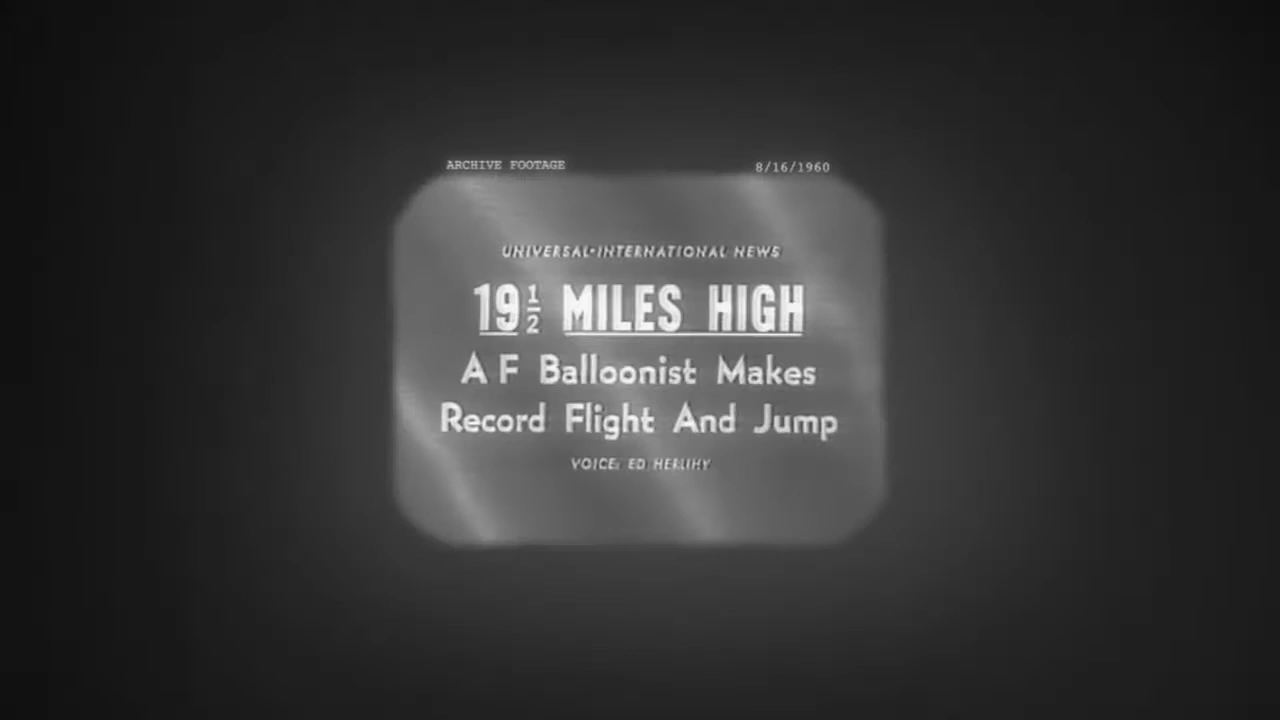 ARCHIVE FOOTAGE 8/16/1960
UNIVERSAL-INTERNATIONAL NEWS
19½ MILES HIGH
A F Balloonist Makes
Record Flight And Jump
VOICE: ED HERLIHY